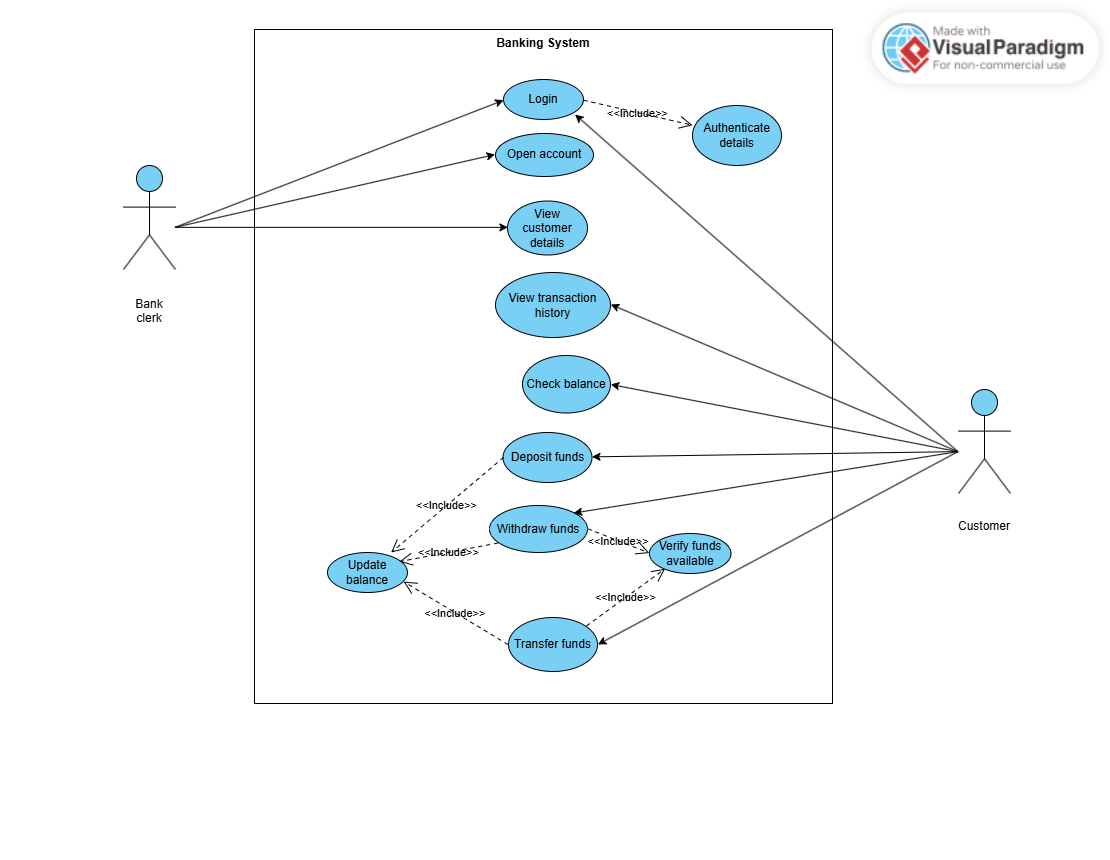 Made with
VisualParadigm
For non-commercial use
Banking System
Login
<<Include>>
Authenticate
details
Open account
View
customer
details
Bank
clerk
View transaction
history
Check balance
Deposit funds
<<Include>>
Withdraw funds
<<Include>>
<<Include>>
Verify funds
available
Update
balance
<<Include>>
<<Include>>
Transfer funds
Customer